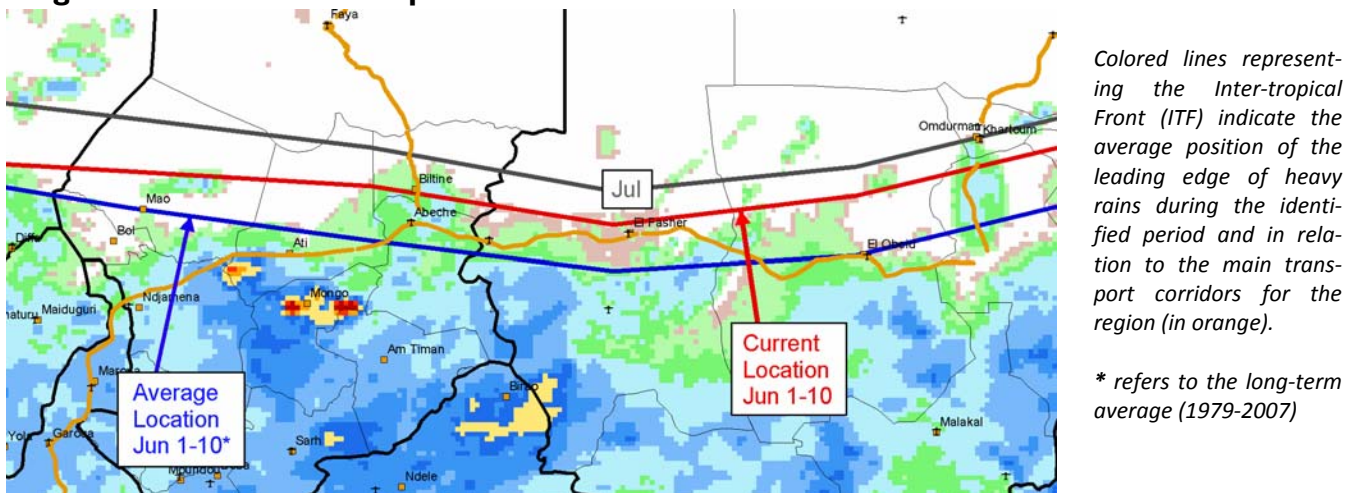 Faya
Omdurman
Khartoum
Jul
Biltine
Mao
Abeche
El Fasher
Bol
Diffa
Ati
El Obeid
Mongo
Ndjamena
Maiduguri
Am Timan
Current
Location
Jun 1-10
Average
Location
Jun 1-10*
Birao
Malakal
Yola
Garoua
Sarh
Moundou
Ndele
Colored lines represent-
ing the Inter-tropical
Front (ITF) indicate the
average position of the
leading edge of heavy
rains during the identi-
fied period and in rela-
tion to the main trans-
port corridors for the
region (in orange).
* refers to the long-term
average (1979-2007)